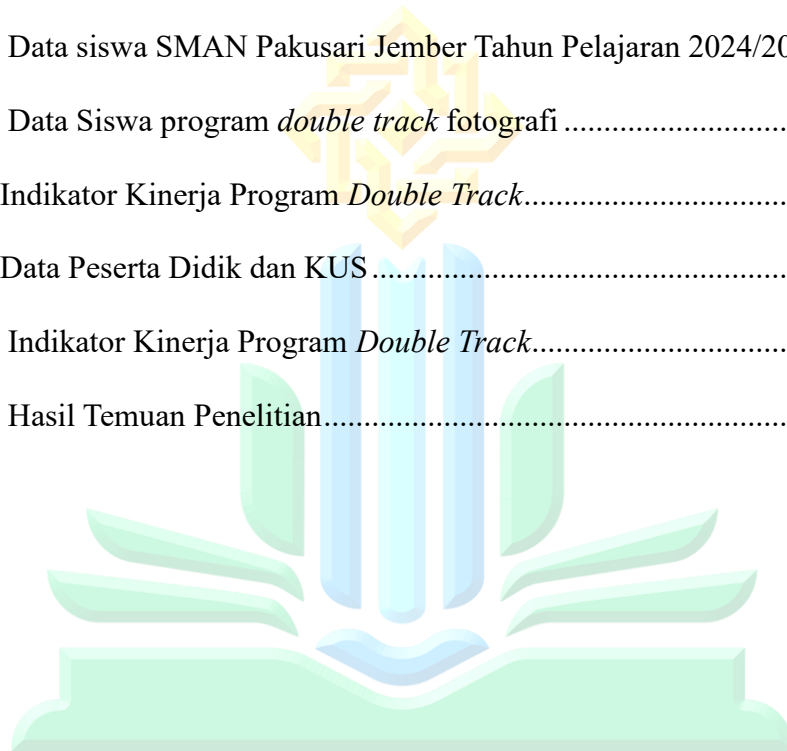 Data siswa SMAN Pakusari Jember Tahun Pelajaran 2024/20
Data Siswa program double track fotografi ............................
Indikator Kinerja Program Double Track.................................
Data Peserta Didik dan KUS ....................................................
Indikator Kinerja Program Double Track................................
Hasil Temuan Penelitian...........................................................